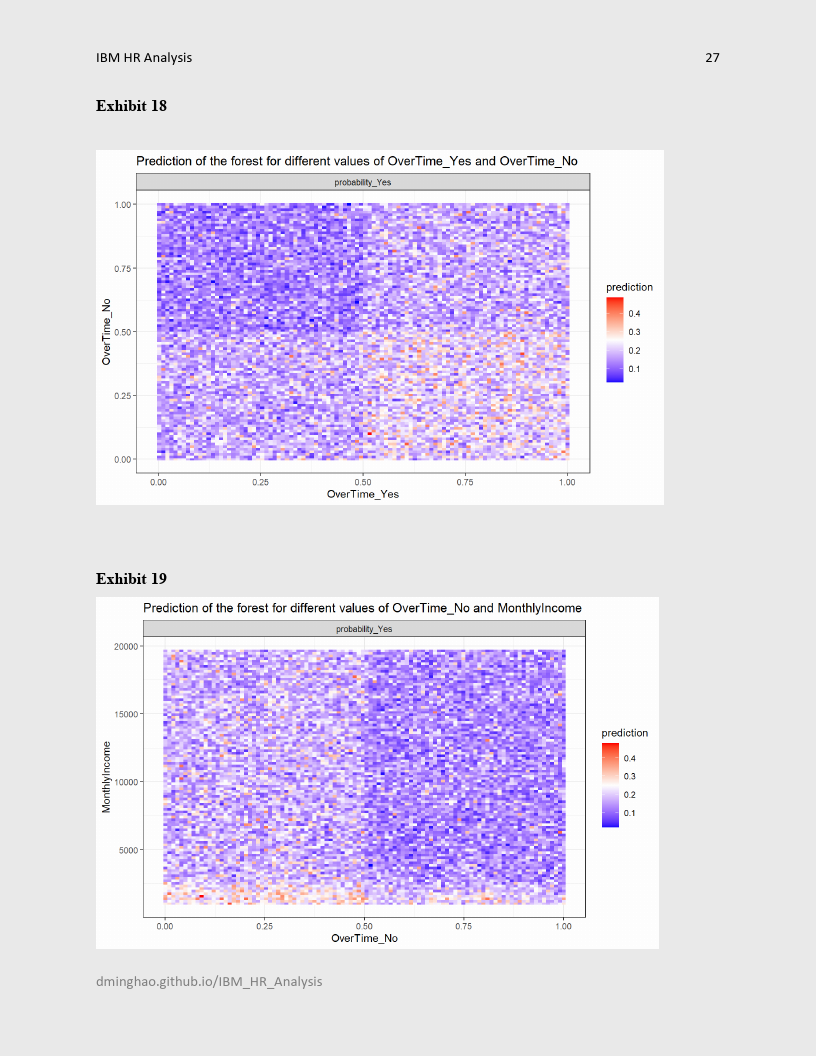 IBM HR Analysis 27
Exhibit 18
Prediction of the forest for different values of OverTime_Yes and OverTime_No
probability_Yes
1.00
0.75
0.50
0.25
0.00
OverTime_No
0.00 0.25 0.50 0.75 1.00
OverTime_Yes
prediction
0.4
0.3
0.2
0.1
Exhibit 19
Prediction of the forest for different values of OverTime_No and MonthlyIncome
probability_Yes
20000
15000
10000
5000
MonthlyIncome
0.00 0.25 0.50 0.75 1.00
OverTime_No
prediction
0.4
0.3
0.2
0.1
dminghao.github.io/IBM_HR_Analysis